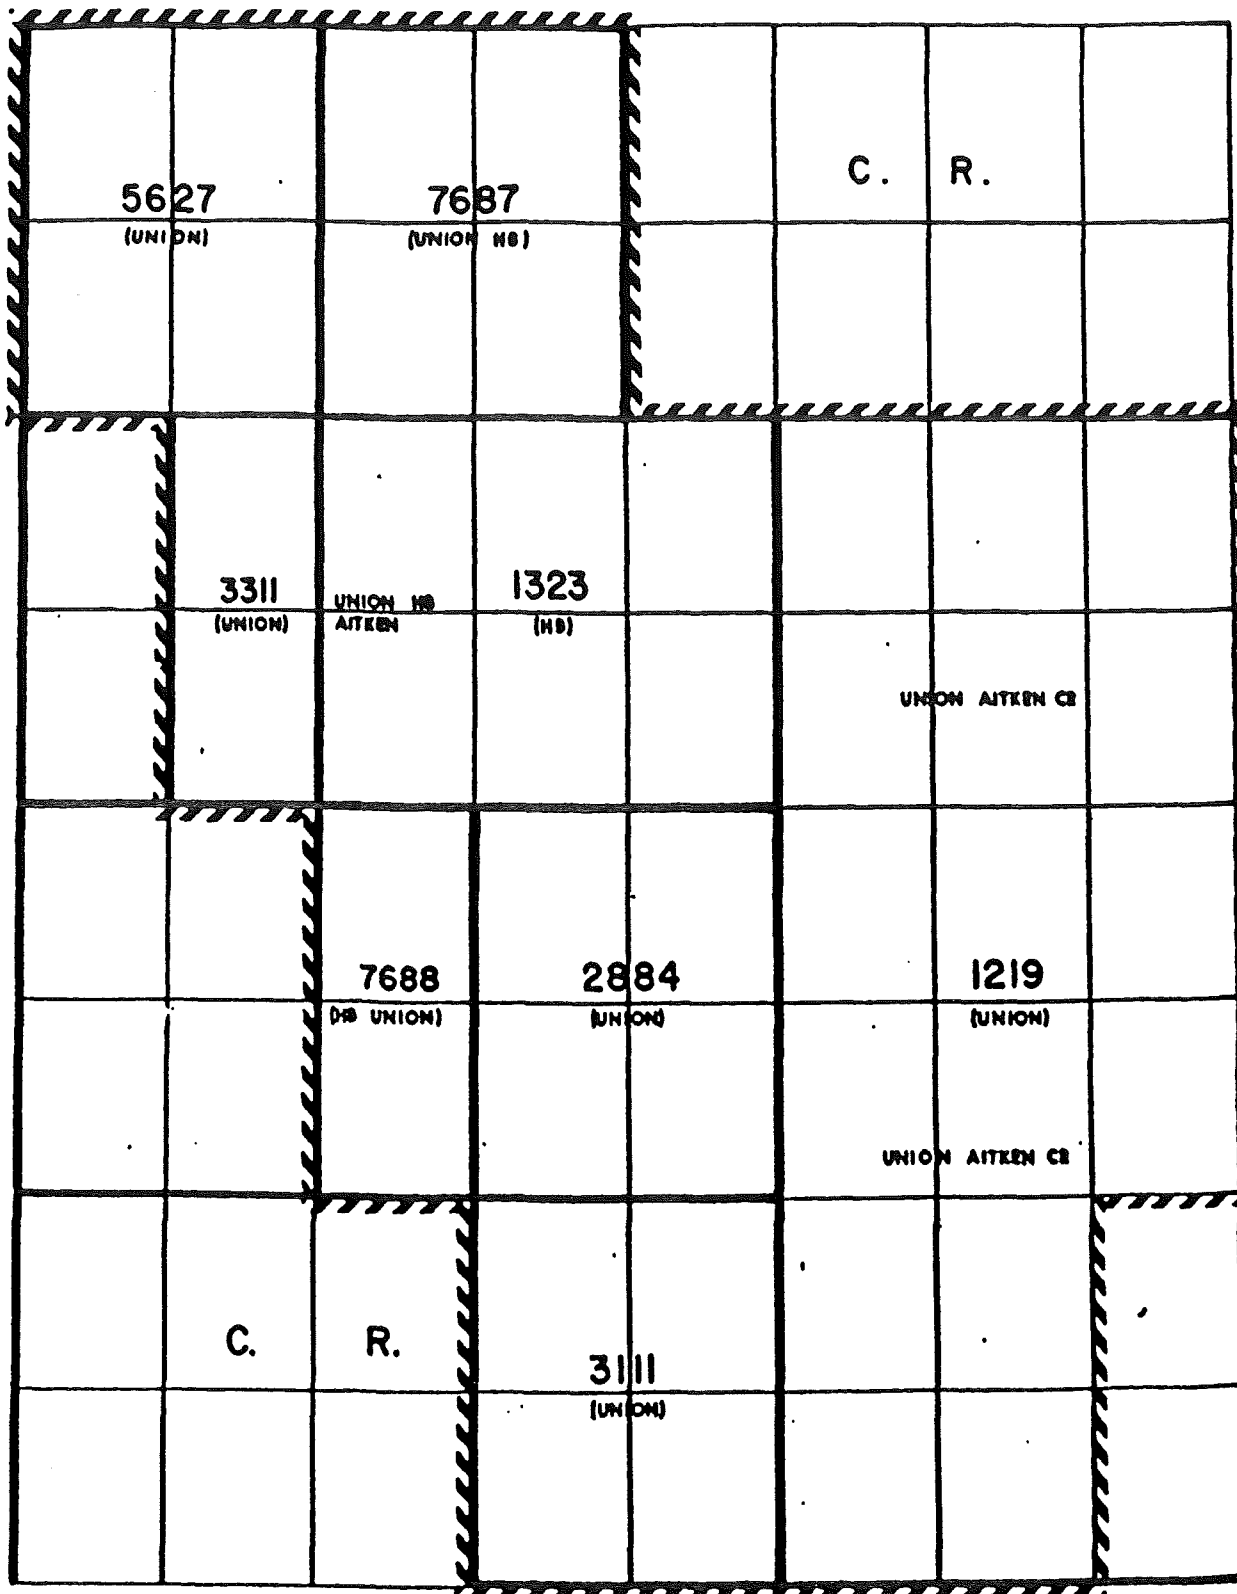 C. R.
5627
(UNION)
7687
(UNION HB)
3311
(UNION)
UNION HB
AITKEN
1323
(HB)
UNION AITKEN CR
7688
(HB UNION)
2884
(UNION)
1219
(UNION)
UNION AITKEN CR
C. R.
3111
(UNION)